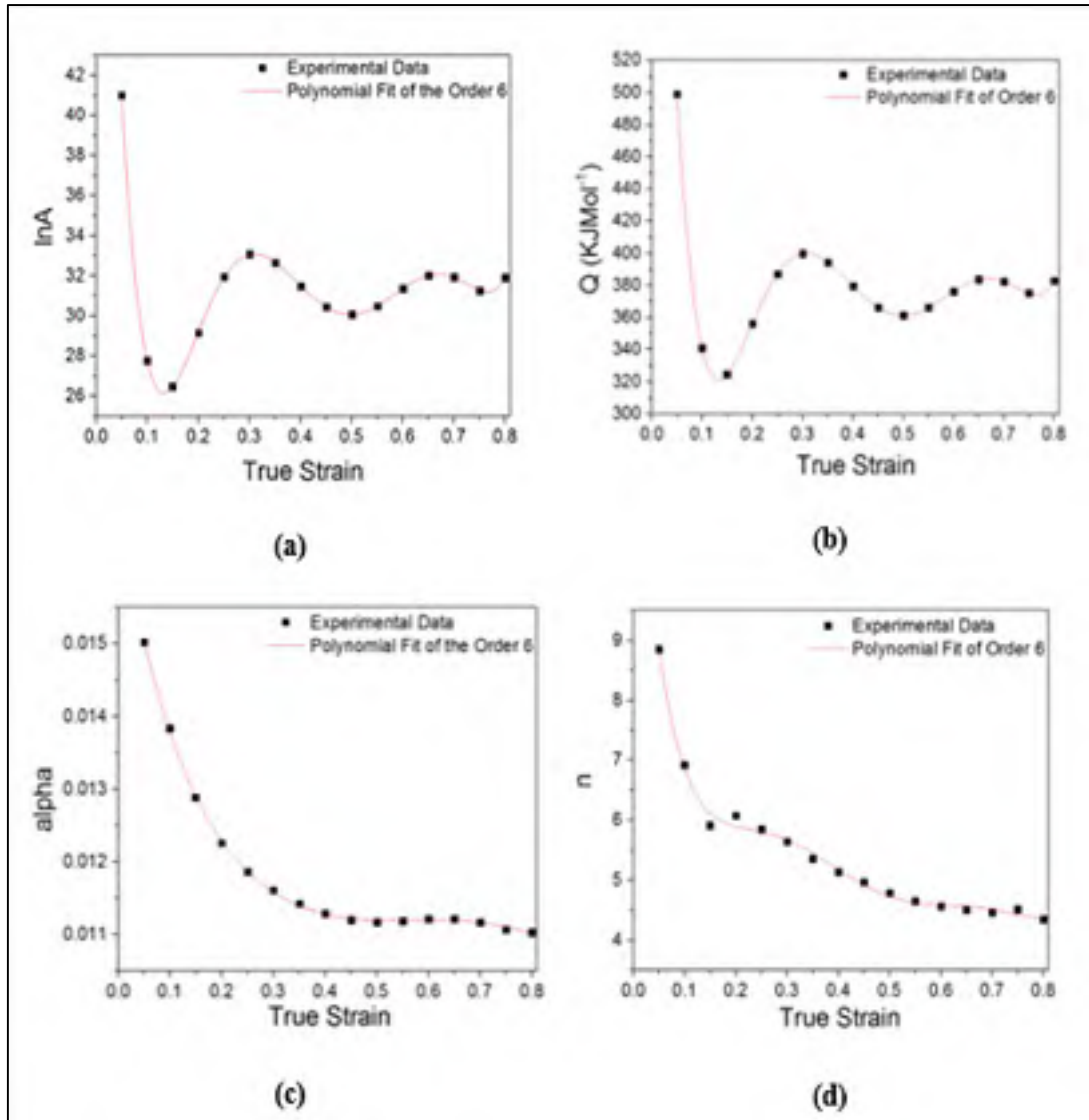 Experimental Data
Polynomial Fit of the Order 6
42
40
38
36
34
32
30
28
26
lnA
0.0 0.1 0.2 0.3 0.4 0.5 0.6 0.7 0.8
True Strain
(a)
Experimental Data
Polynomial Fit of Order 6
520
500
480
460
440
420
400
380
360
340
320
300
Q (KJMol-1)
0.0 0.1 0.2 0.3 0.4 0.5 0.6 0.7 0.8
True Strain
(b)
Experimental Data
Polynomial Fit of the Order 6
0.015
0.014
0.013
0.012
0.011
alpha
0.0 0.1 0.2 0.3 0.4 0.5 0.6 0.7 0.8
True Strain
(c)
Experimental Data
Polynomial Fit of Order 6
9
8
7
6
5
4
n
0.0 0.1 0.2 0.3 0.4 0.5 0.6 0.7 0.8
True Strain
(d)